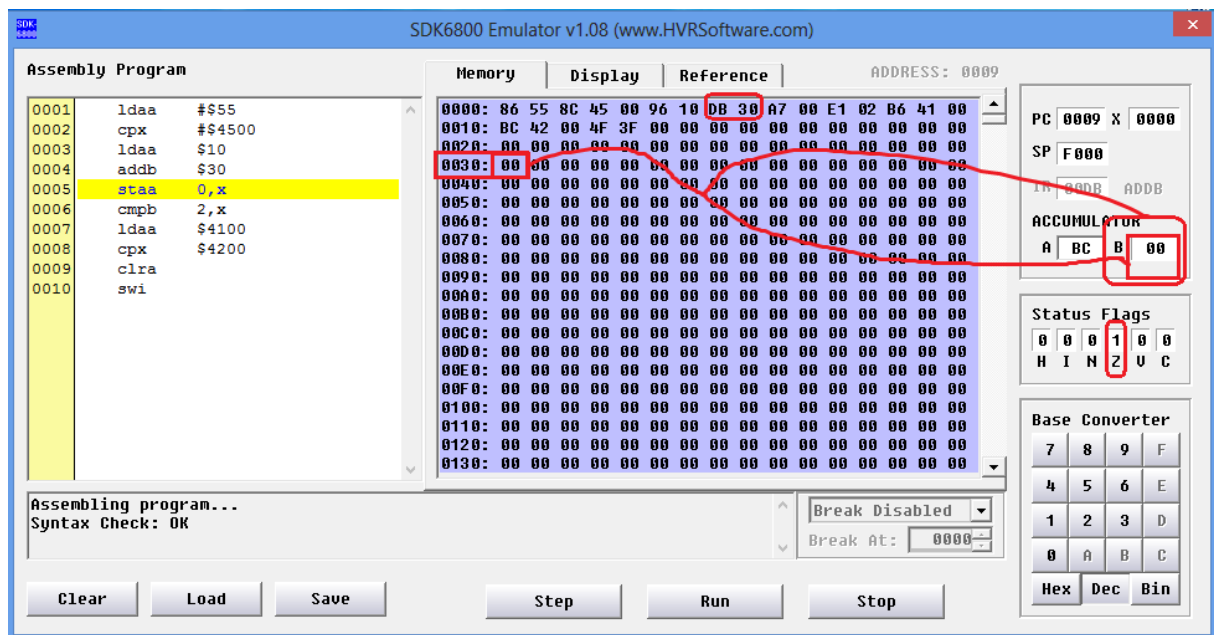 SDK6800 Emulator v1.08 (www.HVRSoftware.com)
Assembly Program
0001 ldaa #$55
0002 cpx #$4500
0003 ldaa $10
0004 addb $30
0005 staa 0,x
0006 cmpb 2,x
0007 ldaa $4100
0008 cpx $4200
0009 clra
0010 swi
Memory Display Reference ADDRESS: 0009
0000: 86 55 8C 45 00 96 10 DB 30 A7 00 E1 02 B6 41 00
0010: BC 42 00 4F 3F 00 00 00 00 00 00 00 00 00 00 00
0020: 00 00 00 00 00 00 00 00 00 00 00 00 00 00 00 00
0030: 00 00 00 00 00 00 00 00 00 00 00 00 00 00 00 00
0040: 00 00 00 00 00 00 00 00 00 00 00 00 00 00 00 00
0050: 00 00 00 00 00 00 00 00 00 00 00 00 00 00 00 00
0060: 00 00 00 00 00 00 00 00 00 00 00 00 00 00 00 00
0070: 00 00 00 00 00 00 00 00 00 00 00 00 00 00 00 00
0080: 00 00 00 00 00 00 00 00 00 00 00 00 00 00 00 00
0090: 00 00 00 00 00 00 00 00 00 00 00 00 00 00 00 00
00A0: 00 00 00 00 00 00 00 00 00 00 00 00 00 00 00 00
00B0: 00 00 00 00 00 00 00 00 00 00 00 00 00 00 00 00
00C0: 00 00 00 00 00 00 00 00 00 00 00 00 00 00 00 00
00D0: 00 00 00 00 00 00 00 00 00 00 00 00 00 00 00 00
00E0: 00 00 00 00 00 00 00 00 00 00 00 00 00 00 00 00
00F0: 00 00 00 00 00 00 00 00 00 00 00 00 00 00 00 00
0100: 00 00 00 00 00 00 00 00 00 00 00 00 00 00 00 00
0110: 00 00 00 00 00 00 00 00 00 00 00 00 00 00 00 00
0120: 00 00 00 00 00 00 00 00 00 00 00 00 00 00 00 00
0130: 00 00 00 00 00 00 00 00 00 00 00 00 00 00 00 00
PC 0009 X 0000
SP F000
IR 00DB ADDB
ACCUMULATOR
A BC B 00
Status Flags
0 0 0 1 0 0
H I N Z V C
Base Converter
7 8 9 F
4 5 6 E
1 2 3 D
0 A B C
Hex Dec Bin
Assembling program...
Syntax Check: OK
Break Disabled
Break At: 0000
Clear Load Save Step Run Stop